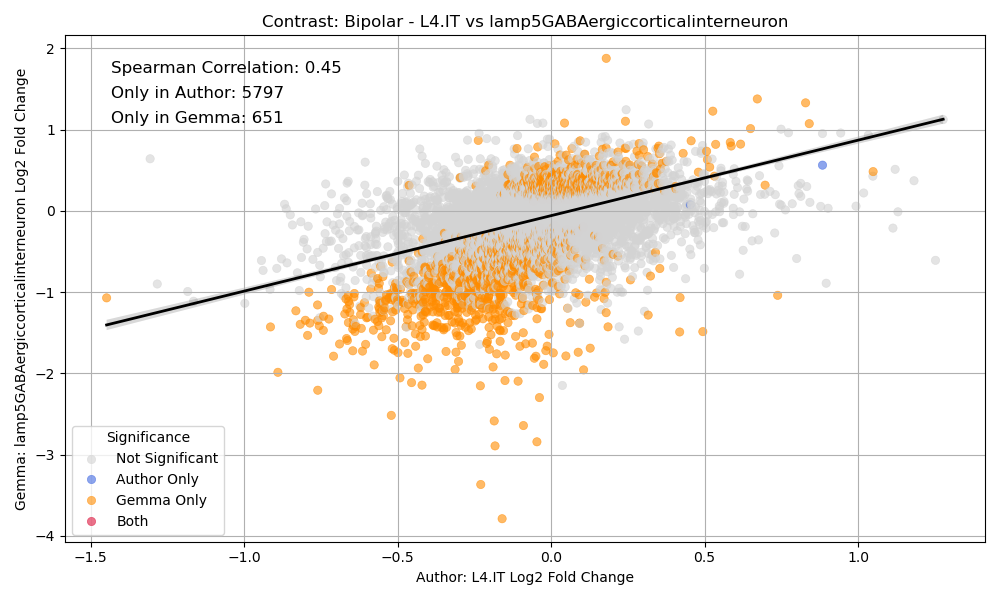 Contrast: Bipolar - L4.IT vs lamp5GABAergiccorticalinterneuron
Spearman Correlation: 0.45
Only in Author: 5797
Only in Gemma: 651
Gemma: lamp5GABAergiccorticalinterneuron Log2 Fold Change
2
1
0
−1
−2
−3
−4
Significance
Not Significant
Author Only
Gemma Only
Both
−1.5
−1.0
−0.5
0.0
0.5
1.0
Author: L4.IT Log2 Fold Change